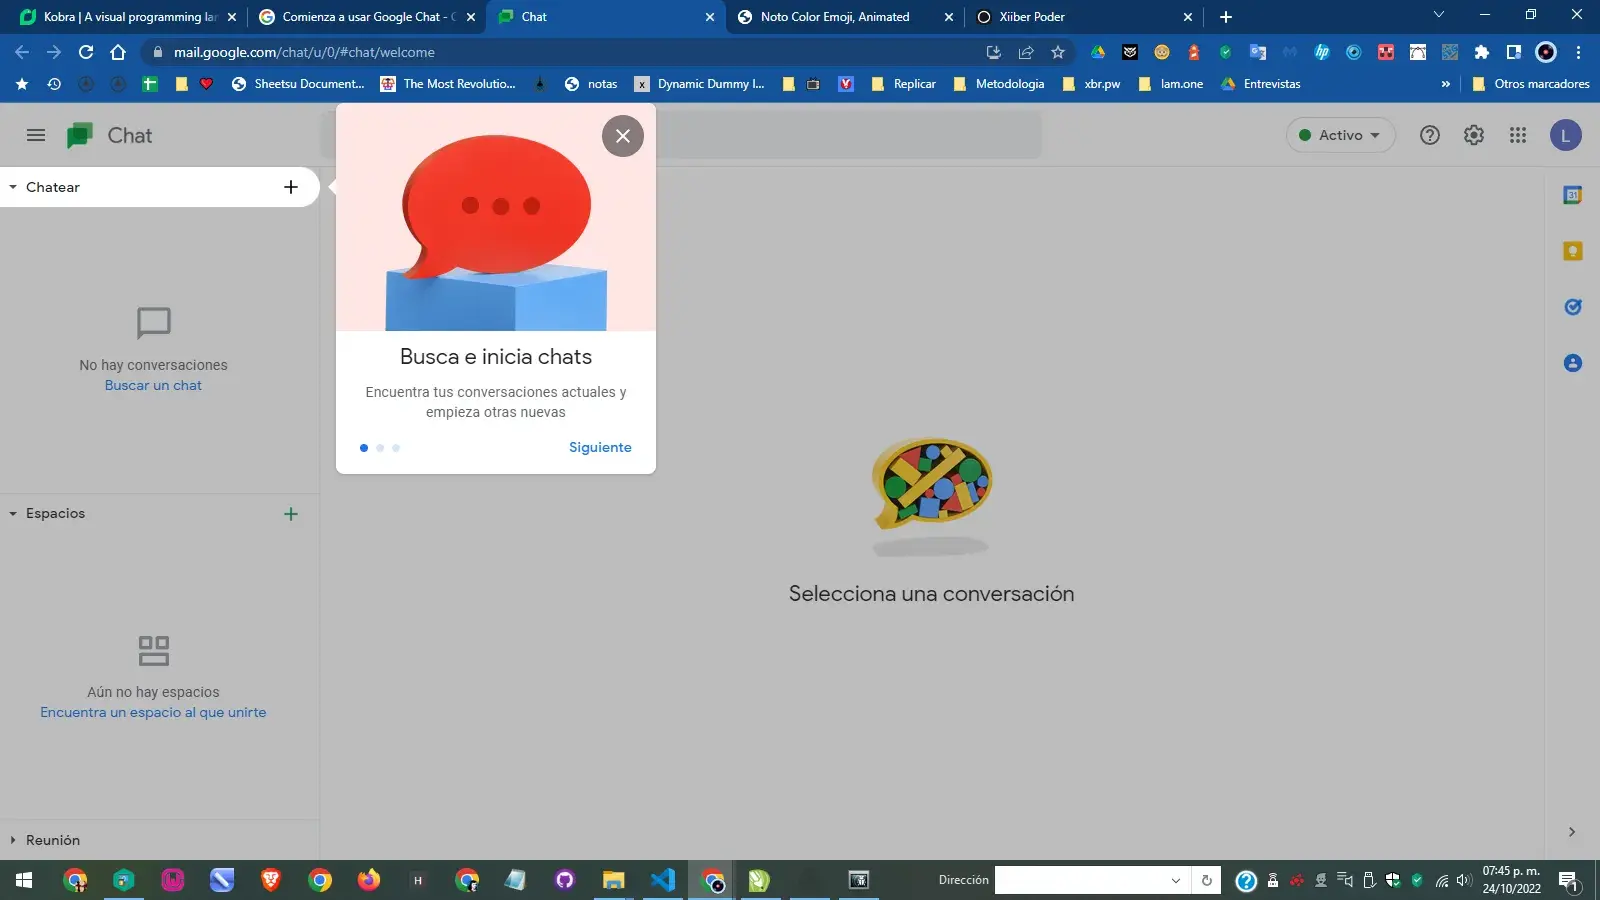 Kobra | A visual programming la
Comienza a usar Google Chat -
Chat
Noto Color Emoji, Animated
Xiiber Poder
mail.google.com/chat/u/0/#chat/welcome
Sheetsu Document...
The Most Revolutio...
notas
Dynamic Dummy I...
Replicar
Metodologia
xbr.pw
Iam.one
Entrevistas
»
Otros marcadores
Chat
Activo
L
Chatear
31
No hay conversaciones
Buscar un chat
Busca e inicia chats
Encuentra tus conversaciones actuales y
empieza otras nuevas
Siguiente
Espacios
Selecciona una conversación
Aún no hay espacios
Encuentra un espacio al que unirte
Reunión
H
Dirección
07:45 p. m.
24/10/2022
1